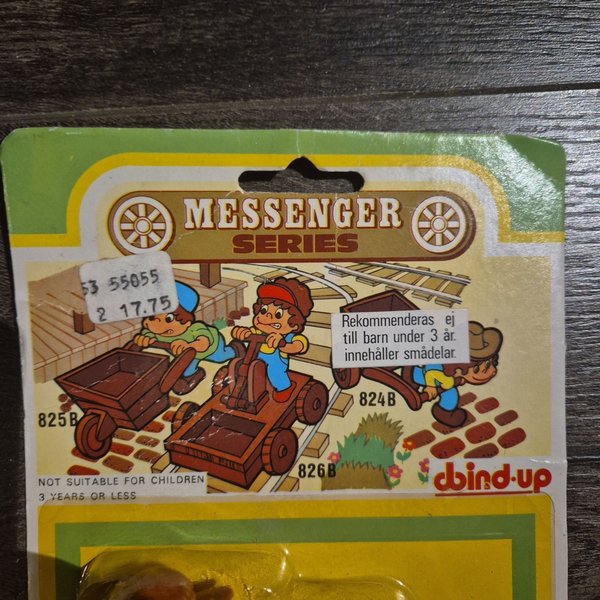 MESSENGER
SERIES
53 55055
2 17.75
Rekommenderas ej
till barn under 3 år.
innehåller smådelar.
825B
824B
826B
NOT SUITABLE FOR CHILDREN
3 YEARS OR LESS
wind-up